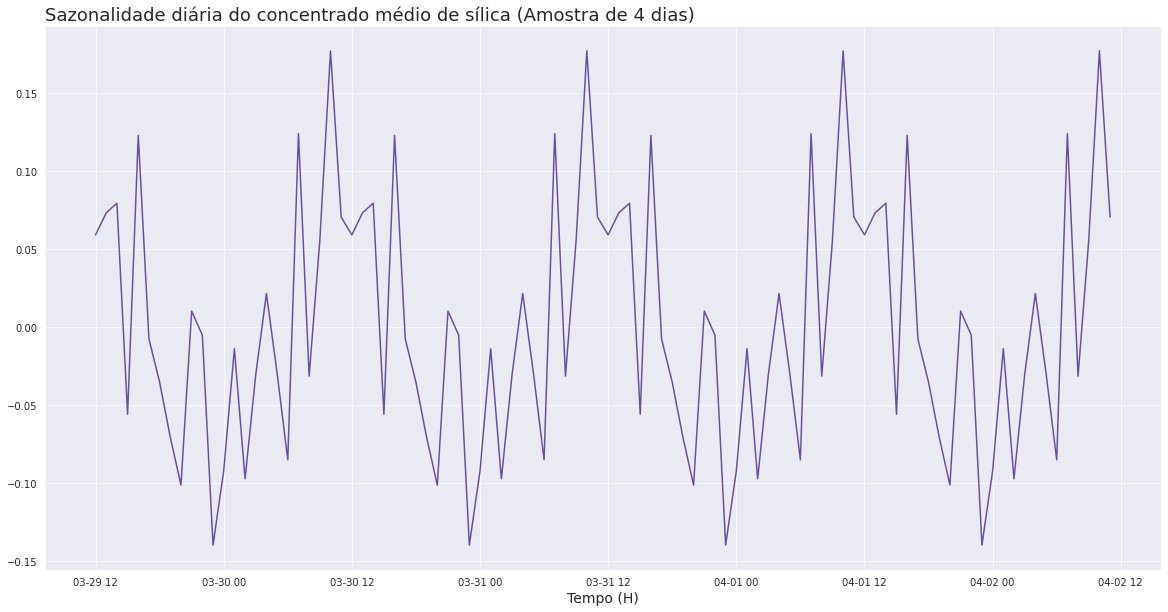 Sazonalidade diária do concentrado médio de sílica (Amostra de 4 dias)
0.15
0.10
0.05
0.00
−0.05
−0.10
−0.15
03-29 12 03-30 00 03-30 12 03-31 00 03-31 12 04-01 00 04-01 12 04-02 00 04-02 12
Tempo (H)